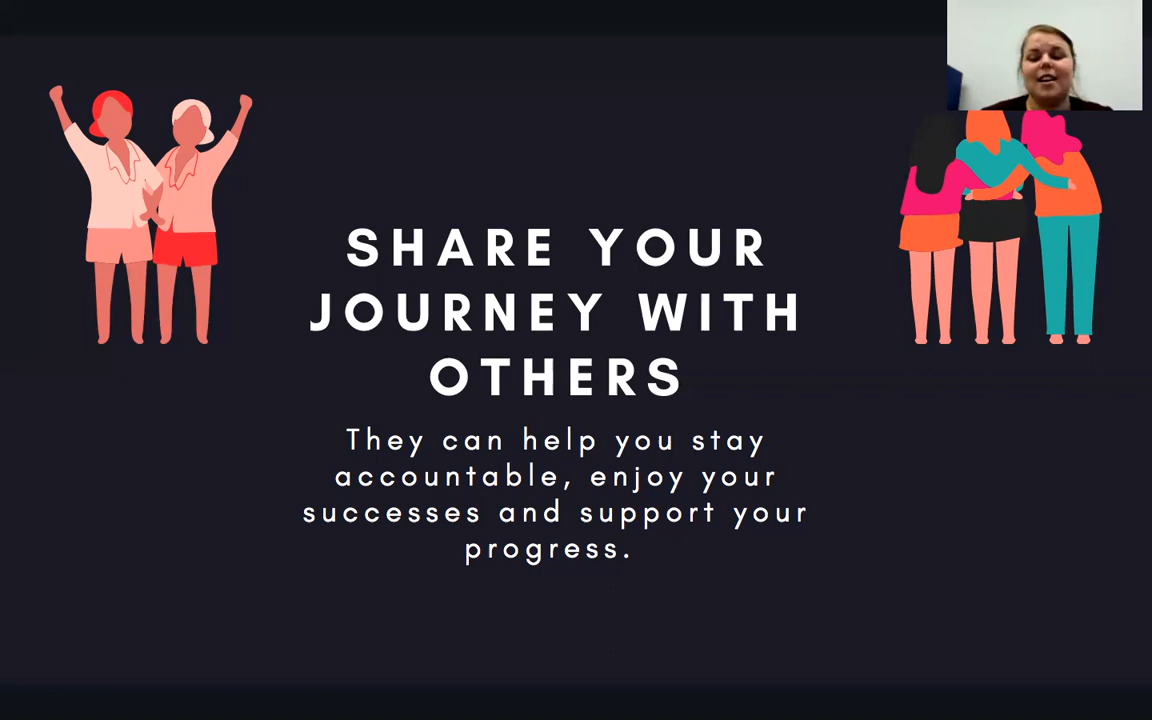 SHARE YOUR
JOURNEY WITH
OTHERS
They can help you stay
accountable, enjoy your
successes and support your
progress.